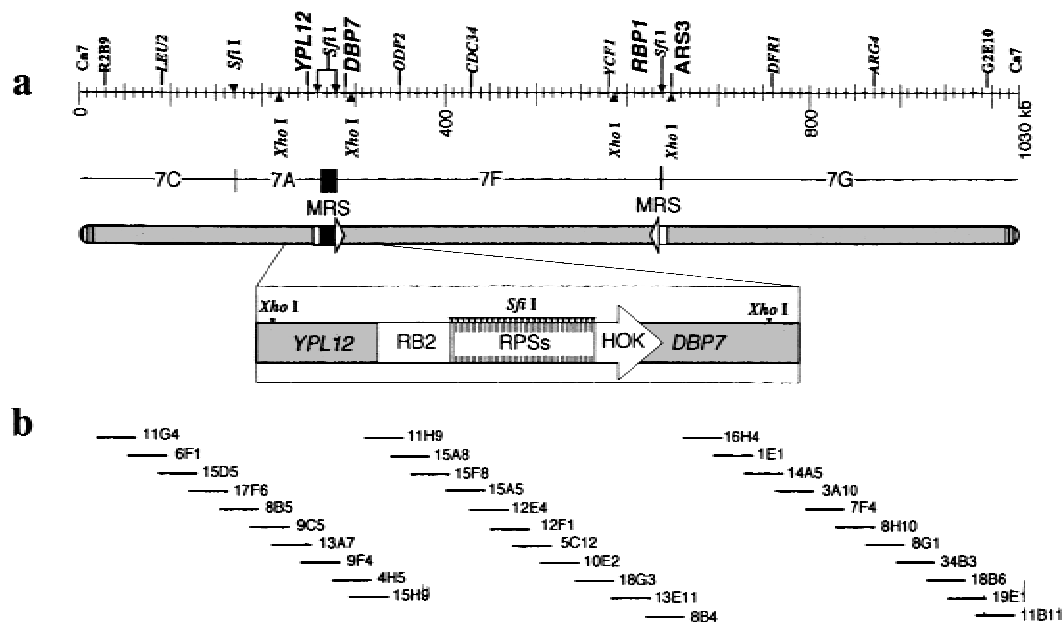 a
Ca7
R2B9
LEU2
Sfi I
YPL12
Sfi I
DBP7
ODP2
CDC34
YCF1
RBP1
Sfi I
ARS3
DFR1
ARG4
G2E10
Ca7
0
400
800
1030 kb
Xho I
Xho I
Xho I
Xho I
7C
7A
7F
7G
MRS
MRS
Xho I
Sfi I
Xho I
YPL12
RB2
RPSs
HOK
DBP7
b
11G4
6F1
15D5
17F6
8B5
9C5
13A7
9F4
4H5
15H9
11H9
15A8
15F8
15A5
12E4
12F1
5C12
10E2
18G3
13E11
8B4
16H4
1E1
14A5
3A10
7F4
8H10
8G1
34B3
18B6
19E1
11B11